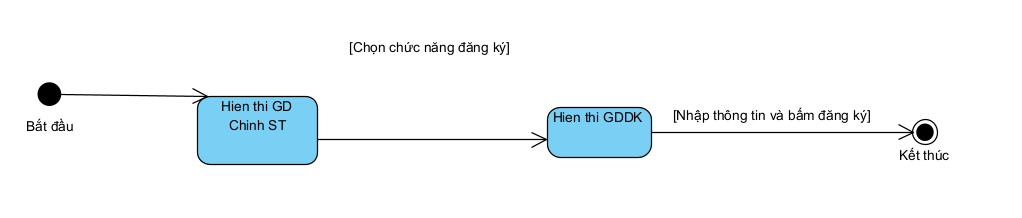 [Chọn chức năng đăng ký]
Bắt đầu
Hien thi GD
Chinh ST
Hien thi GDDK
[Nhập thông tin và bấm đăng ký]
Kết thúc